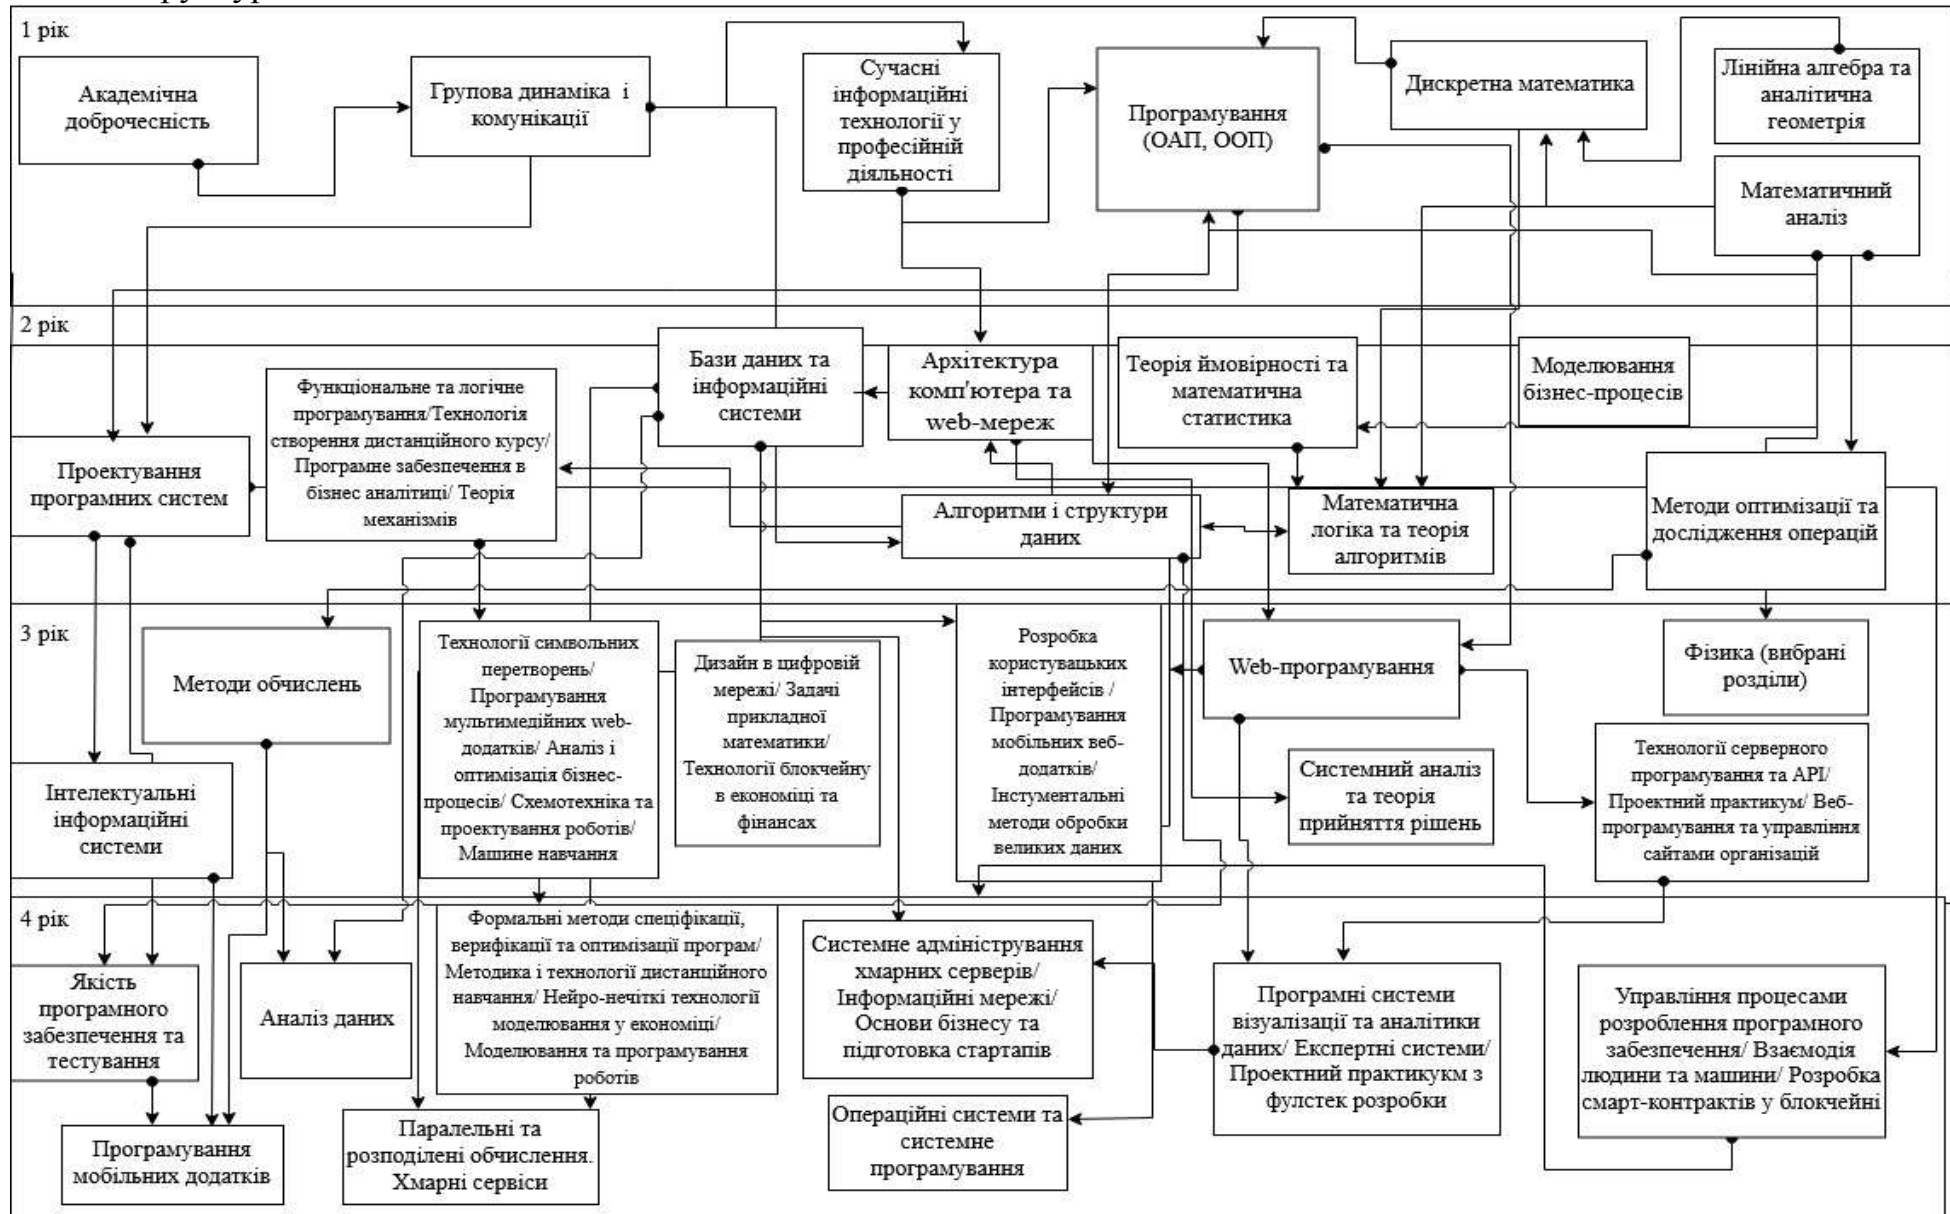 1 рік
Академічна
доброчесність
Групова динаміка і
комунікації
Сучасні
інформаційні
технології у
професійній
діяльності
Програмування
(ОАП, ООП)
Дискретна математика
Лінійна алгебра та
аналітична
геометрія
Математичний
аналіз
2 рік
Проектування
програмних систем
Функціональне та логічне
програмування/Технологія
створення дистанційного курсу/
Програмне забезпечення в
бізнес аналітиці/ Теорія
механізмів
Бази даних та
інформаційні
системи
Архітектура
комп'ютера та
web-мереж
Алгоритми і структури
даних
Теорія ймовірності та
математична
статистика
Математична
логіка та теорія
алгоритмів
Моделювання
бізнес-процесів
Методи оптимізації та
дослідження операцій
3 рік
Методи обчислень
Інтелектуальні
інформаційні
системи
Технології символьних
перетворень/
Програмування
мультимедійних web-
додатків/ Аналіз і
оптимізація бізнес-
процесів/ Схемотехніка та
проектування роботів/
Машине навчання
Дизайн в цифровій
мережі/ Задачі
прикладної
математики/
Технології блокчейну
в економіці та
фінансах
Розробка
користувацьких
інтерфейсів /
Програмування
мобільних веб-
додатків/
Інстументальні
методи обробки
великих даних
Web-програмування
Системний аналіз
та теорія
прийняття рішень
Фізика (вибрані
розділи)
Технології серверного
програмування та API/
Проектний практикум/ Веб-
програмування та управління
сайтами організацій
4 рік
Якість
програмного
забезпечення та
тестування
Програмування
мобільних додатків
Аналіз даних
Формальні методи спеціфікації,
верифікації та оптимізації програм/
Методика і технології дистанційного
навчання/ Нейро-нечіткі технології
моделювання у економіці/
Моделювання та програмування
роботів
Паралельні та
розподілені обчислення.
Хмарні сервіси
Системне адміністрування
хмарних серверів/
Інформаційні мережі/
Основи бізнесу та
підготовка стартапів
Операційні системи та
системне
програмування
Програмні системи
візуалізації та аналітики
даних/ Експертні системи/
Проектний практикукм з
фулстек розробки
Управління процесами
розроблення програмного
забезпечення/ Взаємодія
людини та машини/ Розробка
смарт-контрактів у блокчейні